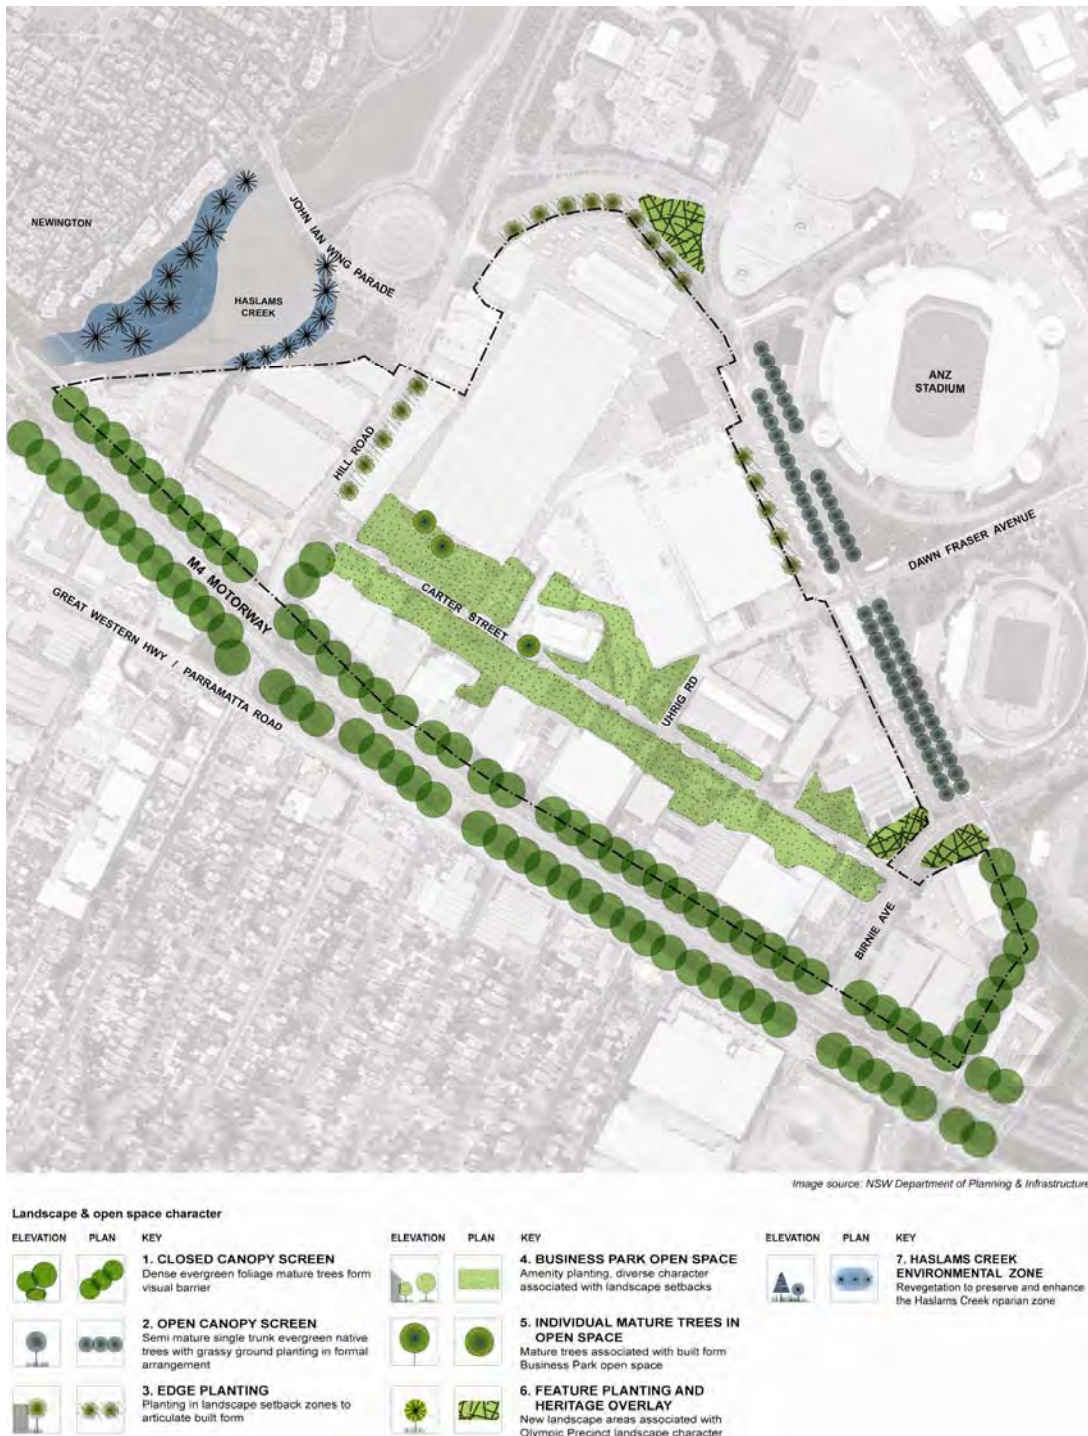 NEWINGTON
JOHN IAN WING PARADE
HASLAMS
CREEK
ANZ
STADIUM
HILL ROAD
DAWN FRASER AVENUE
M4 MOTORWAY
CARTER STREET
GREAT WESTERN HWY / PARRAMATTA ROAD
UHRIG RD
BIRNIE AVE
Image source: NSW Department of Planning & Infrastructure
Landscape & open space character
ELEVATION PLAN KEY
1. CLOSED CANOPY SCREEN
Dense evergreen foliage mature trees form
visual barrier
2. OPEN CANOPY SCREEN
Semi mature single trunk evergreen native
trees with grassy ground planting in formal
arrangement
3. EDGE PLANTING
Planting in landscape setback zones to
articulate built form
ELEVATION PLAN KEY
4. BUSINESS PARK OPEN SPACE
Amenity planting, diverse character
associated with landscape setbacks
5. INDIVIDUAL MATURE TREES IN
OPEN SPACE
Mature trees associated with built form
Business Park open space
6. FEATURE PLANTING AND
HERITAGE OVERLAY
New landscape areas associated with
Olympic Precinct landscape character
ELEVATION PLAN KEY
7. HASLAMS CREEK
ENVIRONMENTAL ZONE
Revegetation to preserve and enhance
the Haslams Creek riparian zone